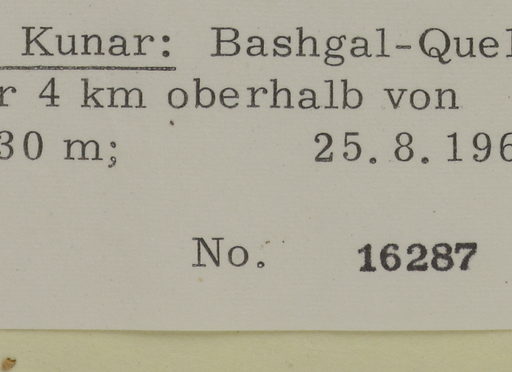 Kunar: Bashgal-Quel
r 4 km oberhalb von
30 m; 25.8.196
No. 16287